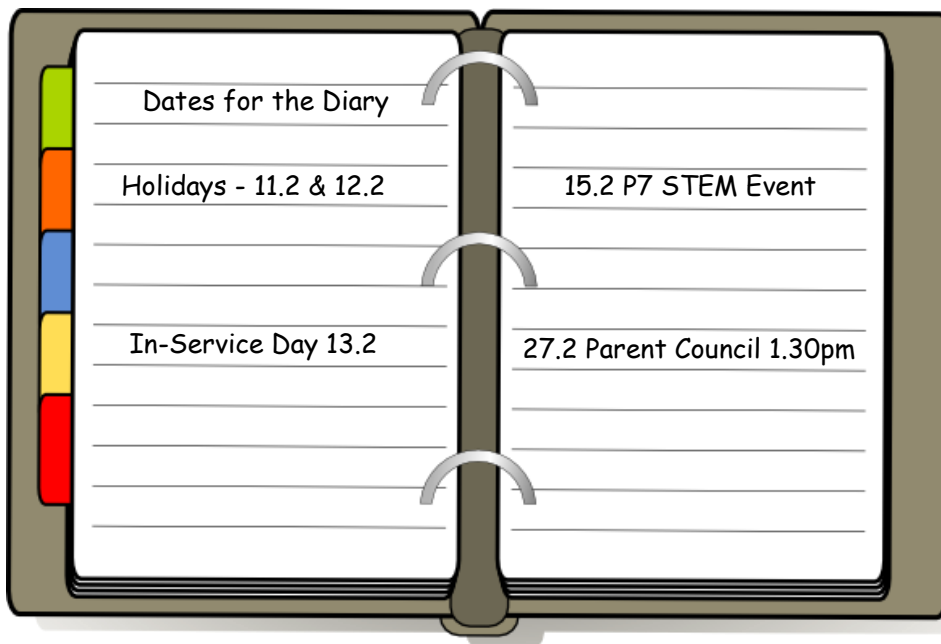 Dates for the Diary
Holidays - 11.2 & 12.2
In-Service Day 13.2
15.2 P7 STEM Event
27.2 Parent Council 1.30pm